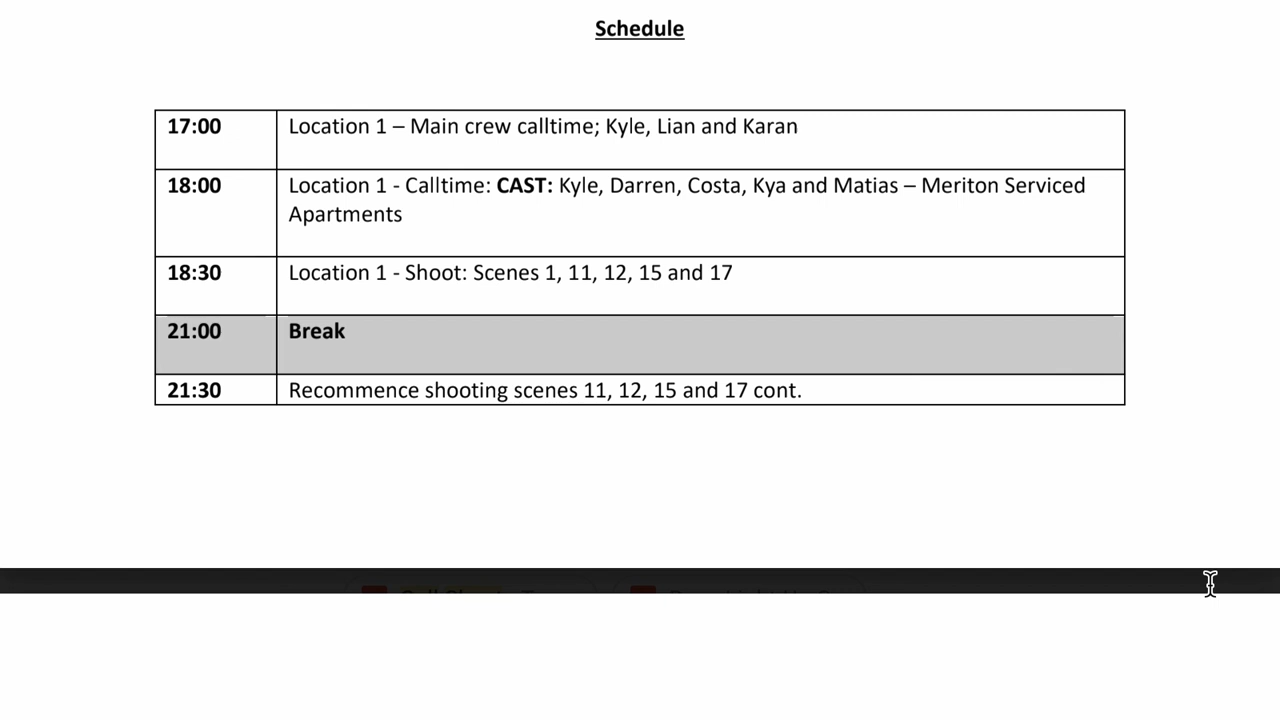 Schedule
17:00 Location 1 – Main crew calltime; Kyle, Lian and Karan
18:00 Location 1 - Calltime: CAST: Kyle, Darren, Costa, Kya and Matias – Meriton Serviced
Apartments
18:30 Location 1 - Shoot: Scenes 1, 11, 12, 15 and 17
21:00 Break
21:30 Recommence shooting scenes 11, 12, 15 and 17 cont.